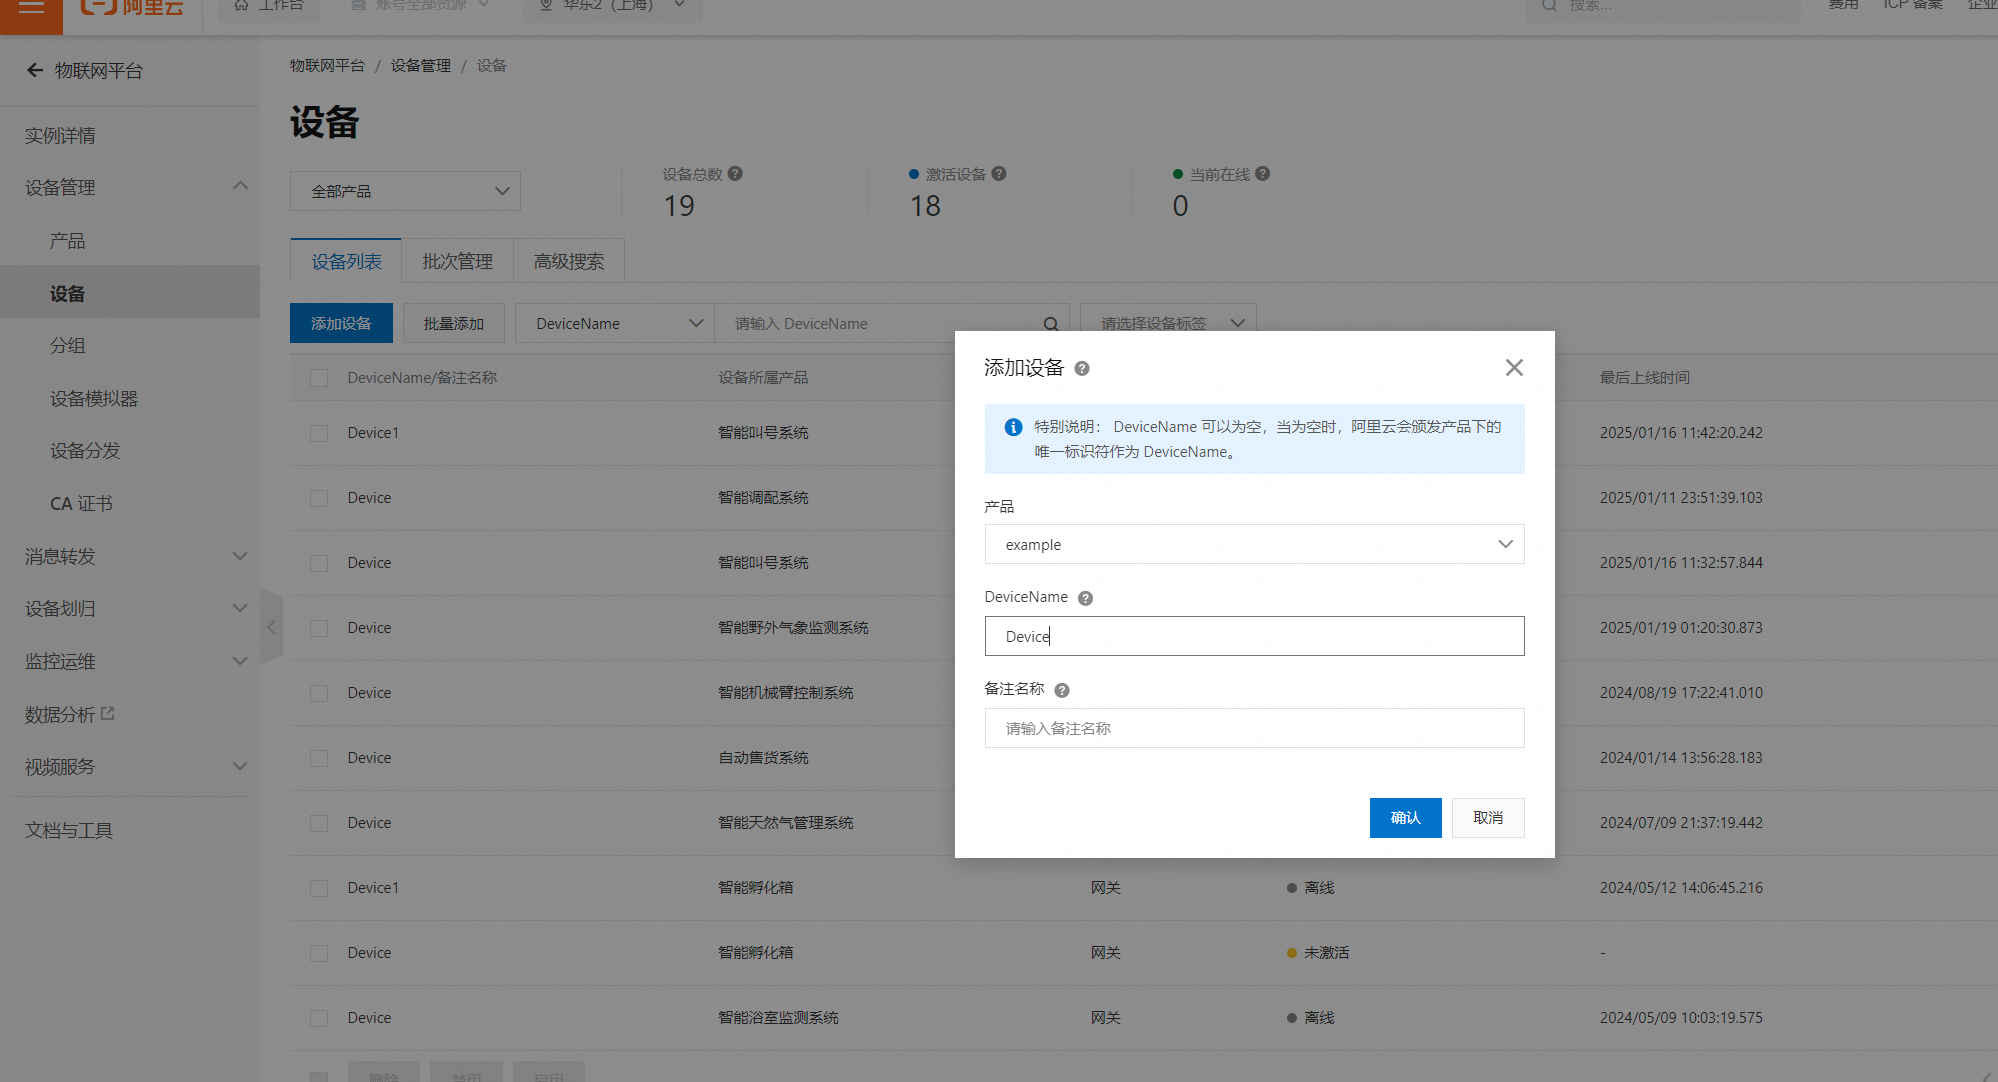 阿里云
工作台
账号全部资源
华东2（上海）
搜索...
费用
ICP 备案
企业
物联网平台
实例详情
设备管理
产品
设备
分组
设备模拟器
设备分发
CA 证书
消息转发
设备划归
监控运维
数据分析
视频服务
文档与工具
物联网平台 / 设备管理 / 设备
设备
全部产品
设备总数
19
激活设备
18
当前在线
0
设备列表
批次管理
高级搜索
添加设备
批量添加
DeviceName
请输入 DeviceName
请选择设备标签
DeviceName/备注名称 设备所属产品 最后上线时间
Device1 智能叫号系统 2025/01/16 11:42:20.242
Device 智能调配系统 2025/01/11 23:51:39.103
Device 智能叫号系统 2025/01/16 11:32:57.844
Device 智能野外气象监测系统 2025/01/19 01:20:30.873
Device 智能机械臂控制系统 2024/08/19 17:22:41.010
Device 自动售货系统 2024/01/14 13:56:28.183
Device 智能天然气管理系统 2024/07/09 21:37:19.442
Device1 智能孵化箱 网关 离线 2024/05/12 14:06:45.216
Device 智能孵化箱 网关 未激活 -
Device 智能浴室监测系统 网关 离线 2024/05/09 10:03:19.575
删除 禁用 启用
添加设备
特别说明： DeviceName 可以为空，当为空时，阿里云会颁发产品下的
唯一标识符作为 DeviceName。
产品
example
DeviceName
Device
备注名称
请输入备注名称
确认
取消